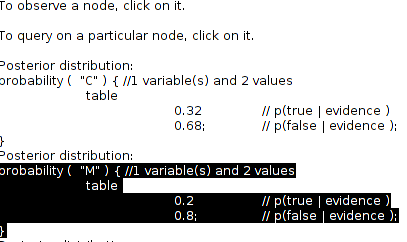 To observe a node, click on it.
To query on a particular node, click on it.
Posterior distribution:
probability ( "C" ) { //1 variable(s) and 2 values
table
0.32 // p(true | evidence )
0.68; // p(false | evidence );
}
Posterior distribution:
probability ( "M" ) { //1 variable(s) and 2 values
table
0.2 // p(true | evidence )
0.8; // p(false | evidence );
}